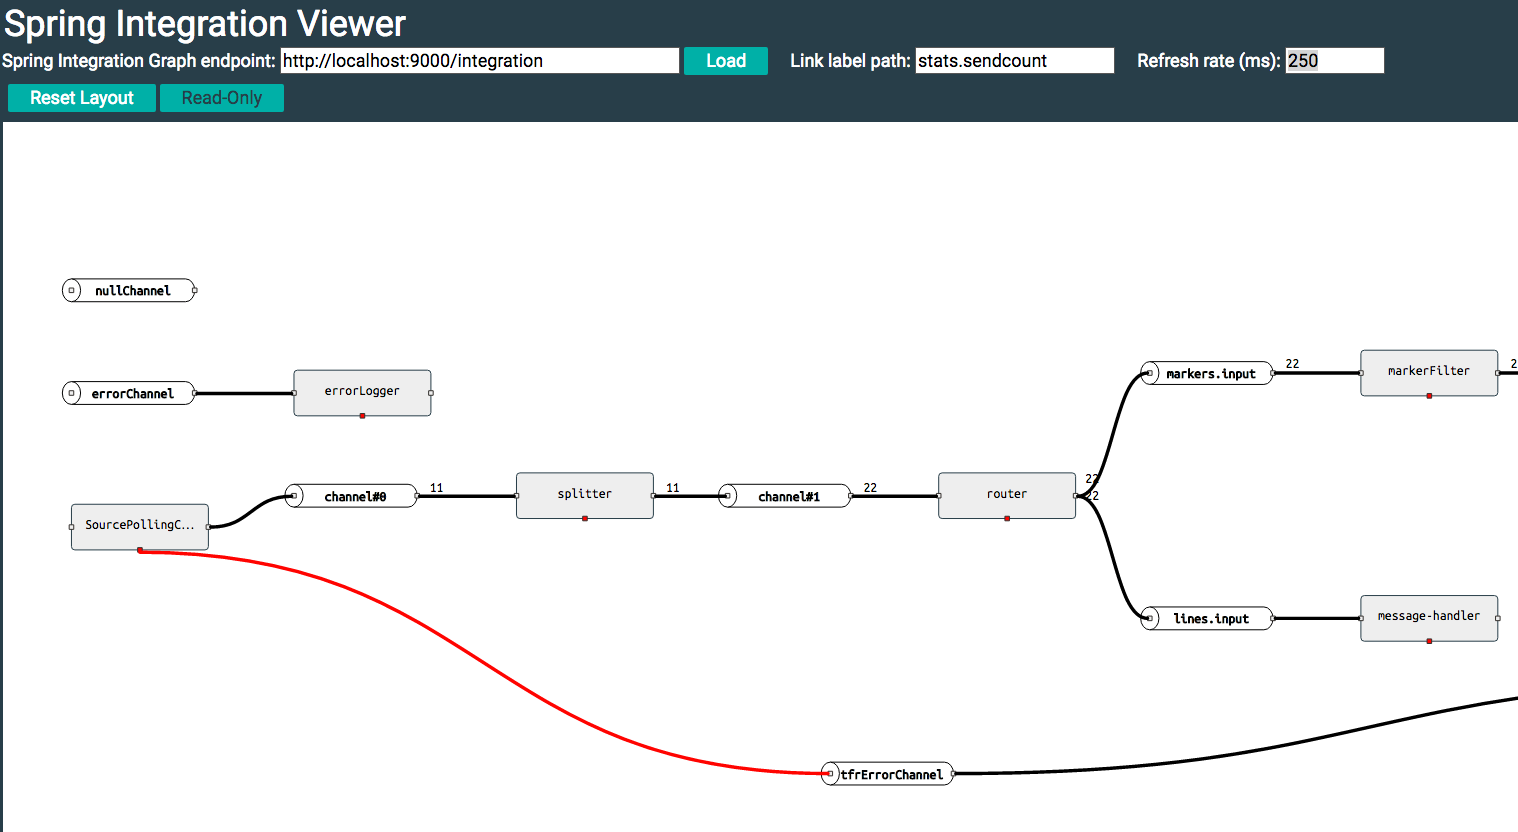 Spring Integration Viewer
Spring Integration Graph endpoint: http://localhost:9000/integration Load Link label path: stats.sendcount Refresh rate (ms): 250
Reset Layout Read-Only
nullChannel
errorChannel
errorLogger
markers.input
22
markerFilter
2
SourcePollingC...
channel#0
11
splitter
11
channel#1
22
router
22
22
lines.input
message-handler
tfrErrorChannel